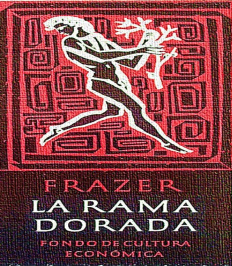 FRAZER
LA RAMA
DORADA
FONDO DE CULTURA
ECONÓMICA